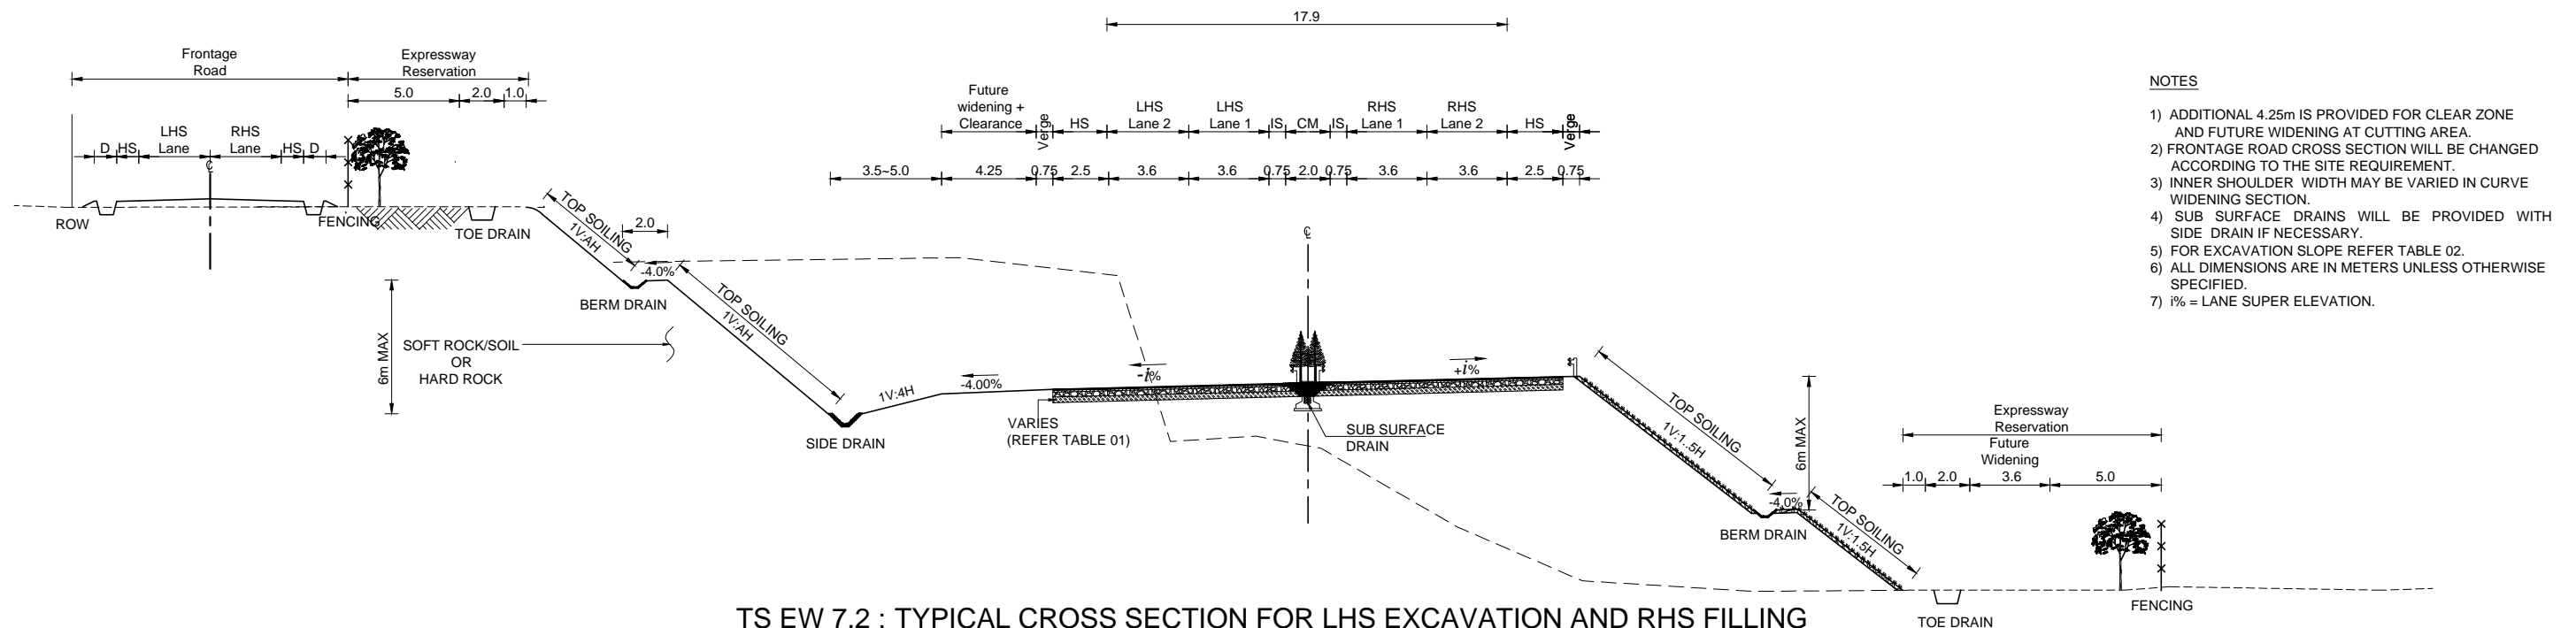 17.9
Frontage
Road
Expressway
Reservation
5.0 2.0 1.0
D HS LHS Lane RHS Lane HS D
℄
ROW
FENCING
TOE DRAIN
Future
widening +
Clearance
Verge
HS
LHS
Lane 2
LHS
Lane 1
IS CM IS
RHS
Lane 1
RHS
Lane 2
HS
Verge
3.5~5.0 4.25 0.75 2.5 3.6 3.6 0.75 2.0 0.75 3.6 3.6 2.5 0.75
TOP SOILING
1V:AH
2.0
-4.0%
BERM DRAIN
TOP SOILING
1V:AH
6m MAX
SOFT ROCK/SOIL
OR
HARD ROCK
SIDE DRAIN
1V:4H
-4.00%
VARIES
(REFER TABLE 01)
-i%
℄
+i%
SUB SURFACE
DRAIN
TOP SOILING
1V:1..5H
6m MAX
-4.0%
BERM DRAIN
TOP SOILING
1V:1.5H
Expressway
Reservation
Future
Widening
1.0 2.0 3.6 5.0
TOE DRAIN
FENCING
NOTES
1) ADDITIONAL 4.25m IS PROVIDED FOR CLEAR ZONE
AND FUTURE WIDENING AT CUTTING AREA.
2) FRONTAGE ROAD CROSS SECTION WILL BE CHANGED
ACCORDING TO THE SITE REQUIREMENT.
3) INNER SHOULDER WIDTH MAY BE VARIED IN CURVE
WIDENING SECTION.
4) SUB SURFACE DRAINS WILL BE PROVIDED WITH
SIDE DRAIN IF NECESSARY.
5) FOR EXCAVATION SLOPE REFER TABLE 02.
6) ALL DIMENSIONS ARE IN METERS UNLESS OTHERWISE
SPECIFIED.
7) i% = LANE SUPER ELEVATION.
TS EW 7.2 : TYPICAL CROSS SECTION FOR LHS EXCAVATION AND RHS FILLING